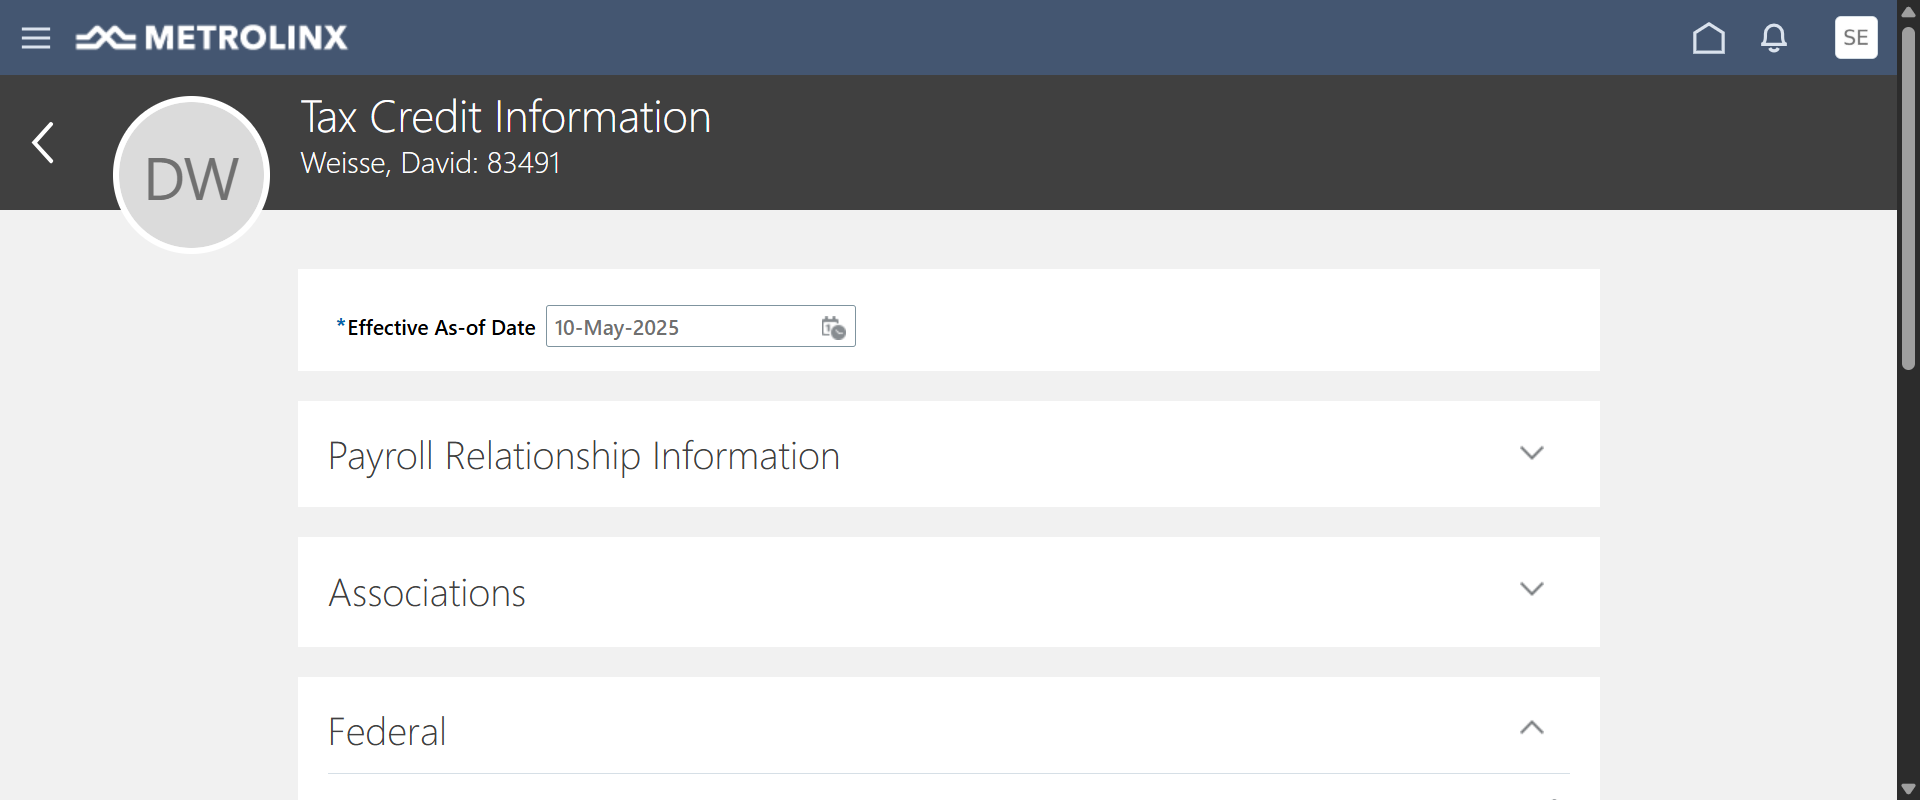 METROLINX
SE
DW
Tax Credit Information
Weisse, David: 83491
*Effective As-of Date 10-May-2025
Payroll Relationship Information
Associations
Federal